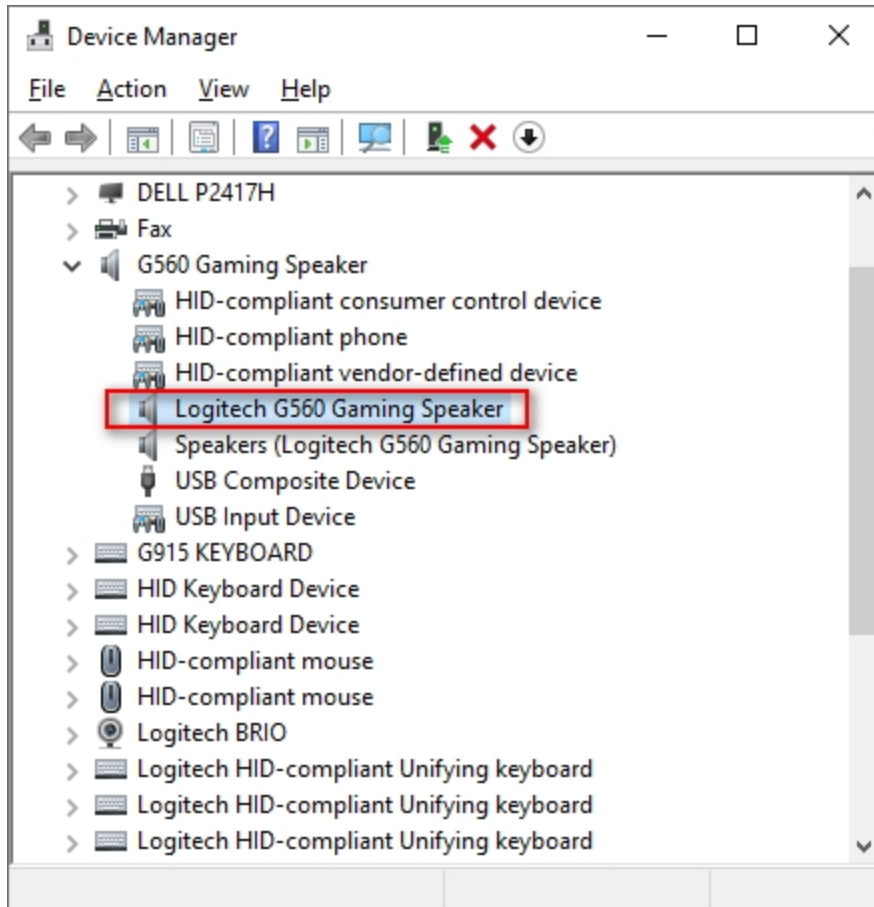 Device Manager
File Action View Help
DELL P2417H
Fax
G560 Gaming Speaker
HID-compliant consumer control device
HID-compliant phone
HID-compliant vendor-defined device
Logitech G560 Gaming Speaker
Speakers (Logitech G560 Gaming Speaker)
USB Composite Device
USB Input Device
G915 KEYBOARD
HID Keyboard Device
HID Keyboard Device
HID-compliant mouse
HID-compliant mouse
Logitech BRIO
Logitech HID-compliant Unifying keyboard
Logitech HID-compliant Unifying keyboard
Logitech HID-compliant Unifying keyboard